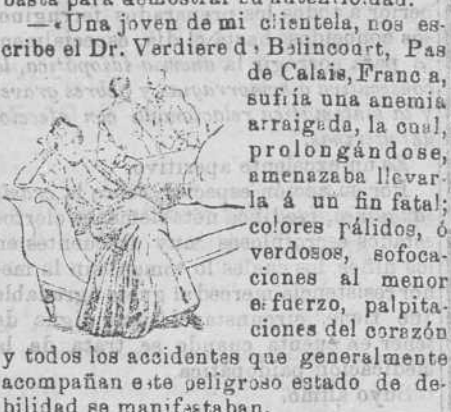 basta para demostrar su autenticidad.
— «Una joven de mi clientela, nos es-
cribe el Dr. Verdiere d, Belincourt, Pas
de Calais, Franc a,
sufria una anemia
arraigada, la cual,
prolongándose,
amenazaba llevar-
la á un fin fatal;
colores pálidos, ó
verdosos, sofoca-
ciones al menor
esfuerzo, palpita-
ciones del corazón
y todos los accidentes que generalmente
acompañan este peligroso estado de de-
bilidad se manifestaban.